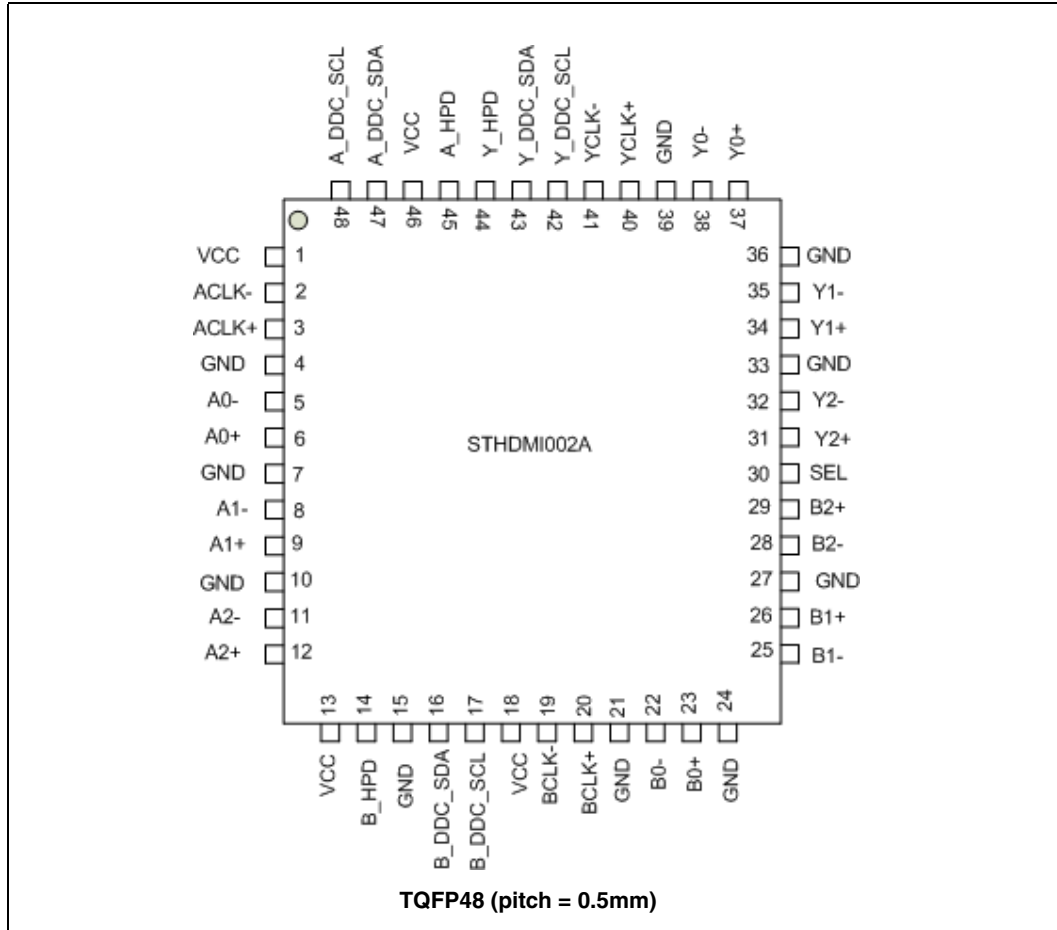 A_DDC_SCL
A_DDC_SDA
VCC
A_HPD
Y_HPD
Y_DDC_SDA
Y_DDC_SCL
YCLK-
YCLK+
GND
Y0-
Y0+
48
47
46
45
44
43
42
41
40
39
38
37
VCC 1
ACLK- 2
ACLK+ 3
GND 4
A0- 5
A0+ 6
GND 7
A1- 8
A1+ 9
GND 10
A2- 11
A2+ 12
STHDMI002A
36 GND
35 Y1-
34 Y1+
33 GND
32 Y2-
31 Y2+
30 SEL
29 B2+
28 B2-
27 GND
26 B1+
25 B1-
13
14
15
16
17
18
19
20
21
22
23
24
VCC
B_HPD
GND
B_DDC_SDA
B_DDC_SCL
VCC
BCLK-
BCLK+
GND
B0-
B0+
GND
TQFP48 (pitch = 0.5mm)